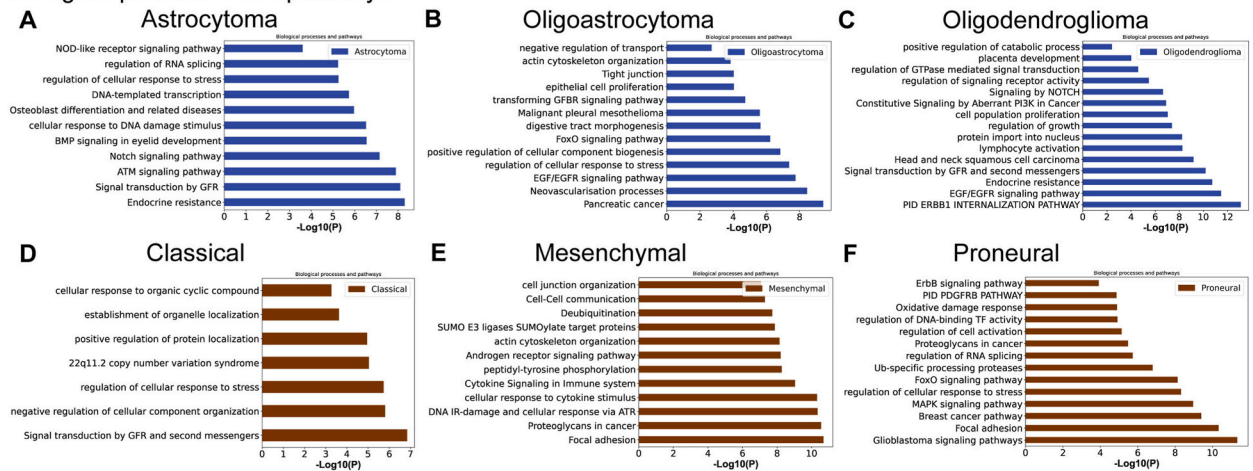 A
Astrocytoma
Biological processes and pathways
NOD-like receptor signaling pathway
regulation of RNA splicing
regulation of cellular response to stress
DNA-templated transcription
Osteoblast differentiation and related diseases
cellular response to DNA damage stimulus
BMP signaling in eyelid development
Notch signaling pathway
ATM signaling pathway
Signal transduction by GFR
Endocrine resistance
Astrocytoma
0 1 2 3 4 5 6 7 8
-Log10(P)
B
Oligoastrocytoma
Biological processes and pathways
negative regulation of transport
actin cytoskeleton organization
Tight junction
epithelial cell proliferation
transforming GFBR signaling pathway
Malignant pleural mesothelioma
digestive tract morphogenesis
FoxO signaling pathway
positive regulation of cellular component biogenesis
regulation of cellular response to stress
EGF/EGFR signaling pathway
Neovascularisation processes
Pancreatic cancer
Oligoastrocytoma
0 2 4 6 8
-Log10(P)
C
Oligodendroglioma
Biological processes and pathways
positive regulation of catabolic process
placenta development
regulation of GTPase mediated signal transduction
regulation of signaling receptor activity
Signaling by NOTCH
Constitutive Signaling by Aberrant PI3K in Cancer
cell population proliferation
regulation of growth
protein import into nucleus
lymphocyte activation
Head and neck squamous cell carcinoma
Signal transduction by GFR and second messengers
Endocrine resistance
EGF/EGFR signaling pathway
PID ERBB1 INTERNALIZATION PATHWAY
Oligodendroglioma
0 2 4 6 8 10 12
-Log10(P)
D
Classical
Biological processes and pathways
cellular response to organic cyclic compound
establishment of organelle localization
positive regulation of protein localization
22q11.2 copy number variation syndrome
regulation of cellular response to stress
negative regulation of cellular component organization
Signal transduction by GFR and second messengers
Classical
0 1 2 3 4 5 6 7
-Log10(P)
E
Mesenchymal
Biological processes and pathways
cell junction organization
Cell-Cell communication
Deubiquitination
SUMO E3 ligases SUMOylate target proteins
actin cytoskeleton organization
Androgen receptor signaling pathway
peptidyl-tyrosine phosphorylation
Cytokine Signaling in Immune system
cellular response to cytokine stimulus
DNA IR-damage and cellular response via ATR
Proteoglycans in cancer
Focal adhesion
Mesenchymal
0 2 4 6 8 10
-Log10(P)
F
Proneural
Biological processes and pathways
ErbB signaling pathway
PID PDGFRB PATHWAY
Oxidative damage response
regulation of DNA-binding TF activity
regulation of cell activation
Proteoglycans in cancer
regulation of RNA splicing
Ub-specific processing proteases
FoxO signaling pathway
regulation of cellular response to stress
MAPK signaling pathway
Breast cancer pathway
Focal adhesion
Glioblastoma signaling pathways
Proneural
0 2 4 6 8 10
-Log10(P)